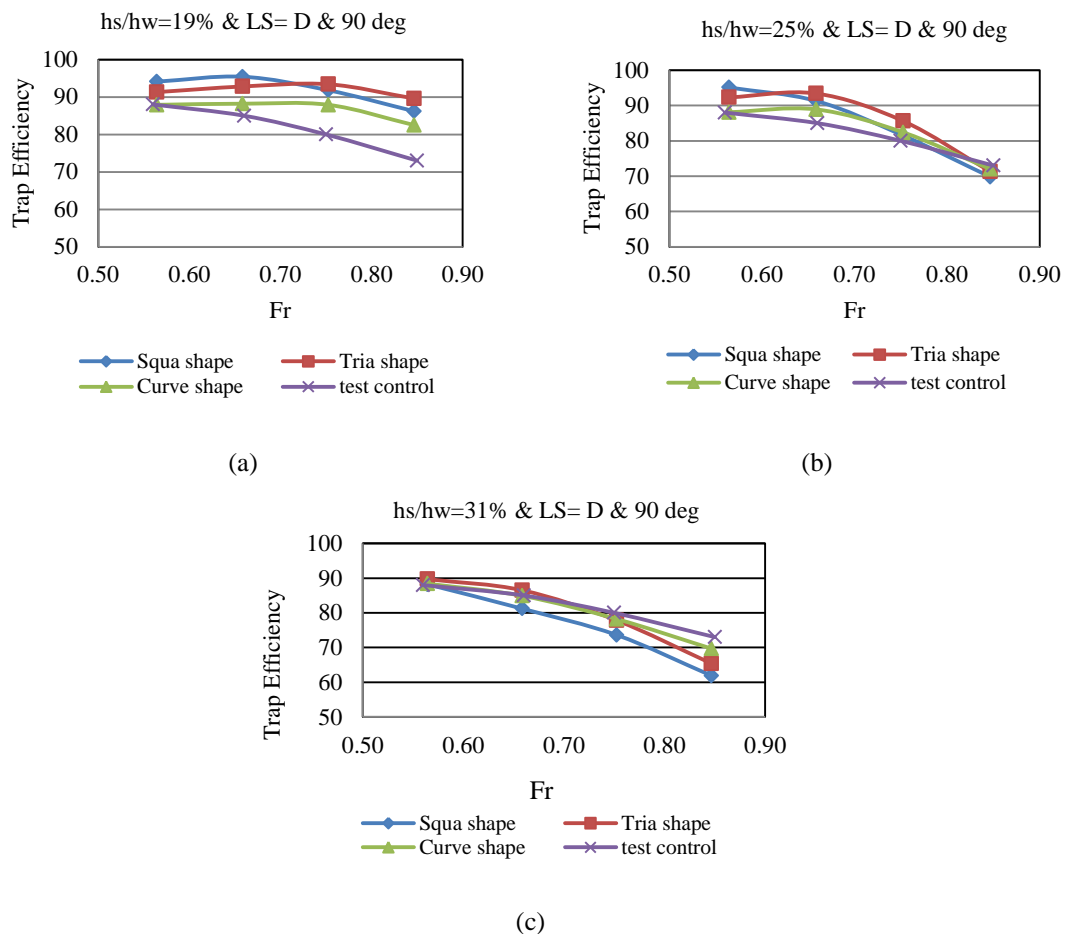 hs/hw=19% & LS= D & 90 deg
Trap Efficiency
100
90
80
70
60
50
0.50 0.60 0.70 0.80 0.90
Fr
Squa shape Tria shape
Curve shape test control
(a)
hs/hw=25% & LS= D & 90 deg
Trap Efficiency
100
90
80
70
60
50
0.50 0.60 0.70 0.80 0.90
Fr
Squa shape Tria shape
Curve shape test control
(b)
hs/hw=31% & LS= D & 90 deg
Trap Efficiency
100
90
80
70
60
50
0.50 0.60 0.70 0.80 0.90
Fr
Squa shape Tria shape
Curve shape test control
(c)